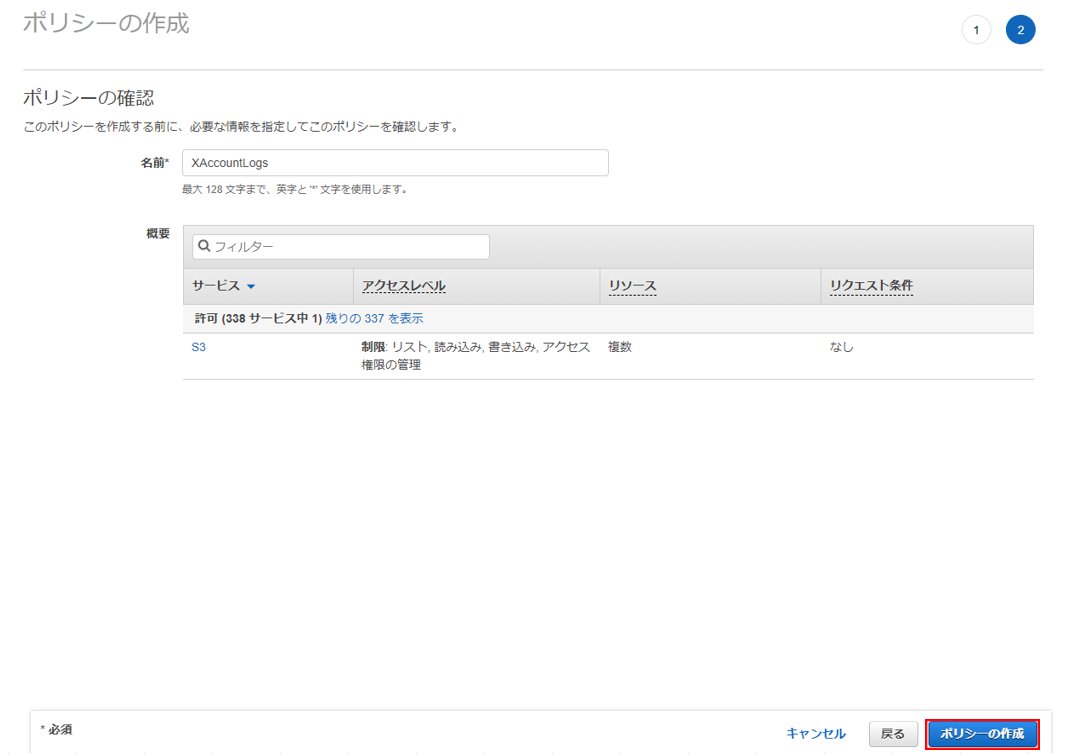 ポリシーの作成
1
2
ポリシーの確認
このポリシーを作成する前に、必要な情報を指定してこのポリシーを確認します。
名前*
XAccountLogs
最大 128 文字まで、英字と '*' 文字を使用します。
概要
フィルター
サービス アクセスレベル リソース リクエスト条件
許可 (338 サービス中 1) 残りの 337 を表示
S3 制限: リスト, 読み込み, 書き込み, アクセス 複数 なし
権限の管理
* 必須
キャンセル 戻る ポリシーの作成